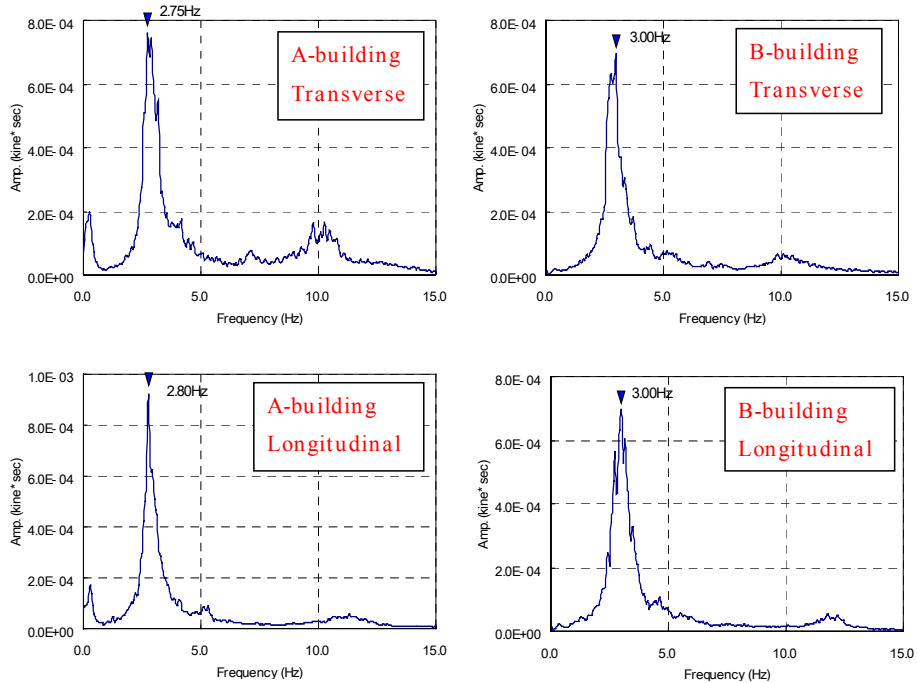 2.75Hz
8.0E-04
6.0E-04
4.0E-04
2.0E-04
0.0E+00
Amp. (kine* sec)
A-building
Transverse
0.0
5.0
10.0
15.0
Frequency (Hz)
3.00Hz
8.0E-04
6.0E-04
4.0E-04
2.0E-04
0.0E+00
Amp. (kine* sec)
B-building
Transverse
0.0
5.0
10.0
15.0
Frequency (Hz)
2.80Hz
1.0E-03
8.0E-04
6.0E-04
4.0E-04
2.0E-04
0.0E+00
Amp. (kine* sec)
A-building
Longitudinal
0.0
5.0
10.0
15.0
Frequency (Hz)
3.00Hz
8.0E-04
6.0E-04
4.0E-04
2.0E-04
0.0E+00
Amp. (kine* sec)
B-building
Longitudinal
0.0
5.0
10.0
15.0
Frequency (Hz)